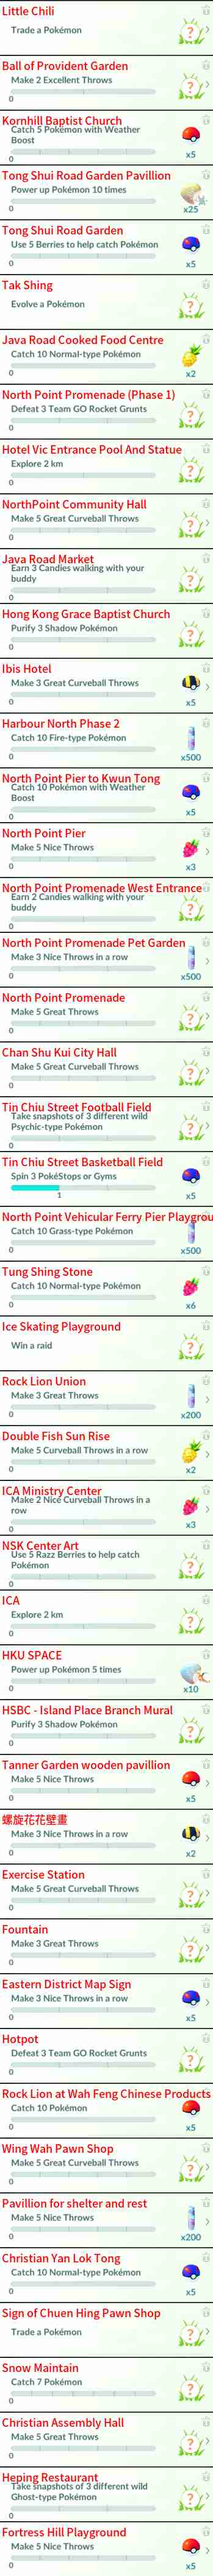 Little Chili
Trade a Pokémon
?
Ball of Provident Garden
Make 2 Excellent Throws
?
0
Kornhill Baptist Church
Catch 5 Pokémon with Weather
Boost
0
x5
Tong Shui Road Garden Pavillion
Power up Pokémon 10 times
0
x25
Tong Shui Road Garden
Use 5 Berries to help catch Pokémon
0
x5
Tak Shing
Evolve a Pokémon
?
Java Road Cooked Food Centre
Catch 10 Normal-type Pokémon
0
x2
North Point Promenade (Phase 1)
Defeat 3 Team GO Rocket Grunts
?
0
Hotel Vic Entrance Pool And Statue
Explore 2 km
?
0
NorthPoint Community Hall
Make 5 Great Curveball Throws
?
0
Java Road Market
Earn 3 Candies walking with your
buddy
?
0
Hong Kong Grace Baptist Church
Purify 3 Shadow Pokémon
?
0
Ibis Hotel
Make 3 Great Curveball Throws
0
x5
Harbour North Phase 2
Catch 10 Fire-type Pokémon
0
x500
North Point Pier to Kwun Tong
Catch 10 Pokémon with Weather
Boost
0
x5
North Point Pier
Make 5 Nice Throws
0
x3
North Point Promenade West Entrance
Earn 2 Candies walking with your
buddy
?
0
North Point Promenade Pet Garden
Make 3 Nice Throws in a row
0
x500
North Point Promenade
Make 5 Great Throws
?
0
Chan Shu Kui City Hall
Make 5 Great Curveball Throws
?
0
Tin Chiu Street Football Field
Take snapshots of 3 different wild
Psychic-type Pokémon
?
0
Tin Chiu Street Basketball Field
Spin 3 PokéStops or Gyms
1
x5
North Point Vehicular Ferry Pier Playgrou
Catch 10 Grass-type Pokémon
0
x500
Tung Shing Stone
Catch 10 Normal-type Pokémon
0
x6
Ice Skating Playground
Win a raid
?
Rock Lion Union
Make 3 Great Throws
0
x200
Double Fish Sun Rise
Make 5 Curveball Throws in a row
0
x2
ICA Ministry Center
Make 2 Nice Curveball Throws in a
row
0
x3
NSK Center Art
Use 5 Razz Berries to help catch
Pokémon
?
0
ICA
Explore 2 km
?
0
HKU SPACE
Power up Pokémon 5 times
0
x10
HSBC - Island Place Branch Mural
Purify 3 Shadow Pokémon
?
0
Tanner Garden wooden pavillion
Make 5 Nice Throws
0
x5
螺旋花花壁畫
Make 3 Nice Throws in a row
0
x2
Exercise Station
Make 5 Great Curveball Throws
?
0
Fountain
Make 3 Great Throws
?
0
Eastern District Map Sign
Make 3 Nice Throws in a row
0
x5
Hotpot
Defeat 3 Team GO Rocket Grunts
?
0
Rock Lion at Wah Feng Chinese Products
Catch 10 Pokémon
0
x5
Wing Wah Pawn Shop
Make 5 Great Curveball Throws
?
0
Pavillion for shelter and rest
Make 5 Nice Throws
0
x200
Christian Yan Lok Tong
Catch 10 Normal-type Pokémon
0
x5
Sign of Chuen Hing Pawn Shop
Trade a Pokémon
?
Snow Maintain
Catch 7 Pokémon
?
0
Christian Assembly Hall
Make 5 Great Throws
?
0
Heping Restaurant
Take snapshots of 3 different wild
Ghost-type Pokémon
?
0
Fortress Hill Playground
Make 5 Nice Throws
0
x5